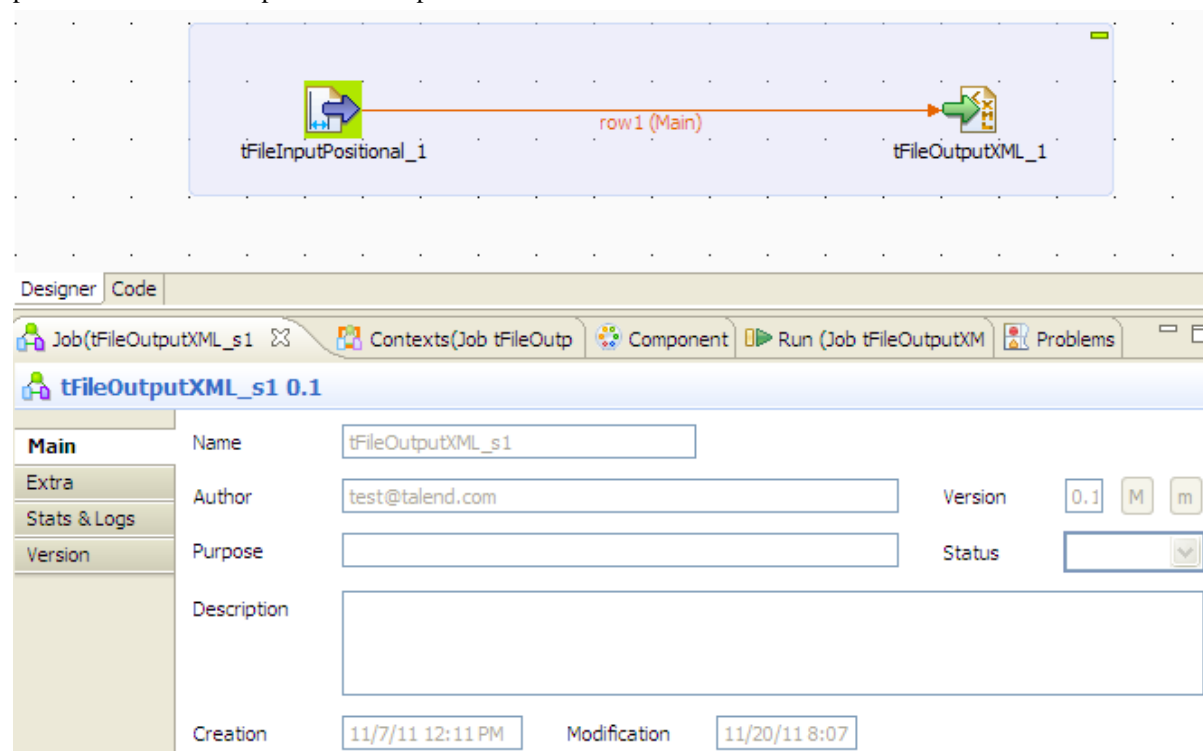 row1 (Main)
tFileInputPositional_1
tFileOutputXML_1
Designer Code
Job(tFileOutputXML_s1 Contexts(Job tFileOutp Component Run (Job tFileOutputXM Problems
tFileOutputXML_s1 0.1
Main
Extra
Stats & Logs
Version
Name tFileOutputXML_s1
Author test@talend.com Version 0.1 M m
Purpose Status
Description
Creation 11/7/11 12:11 PM Modification 11/20/11 8:07